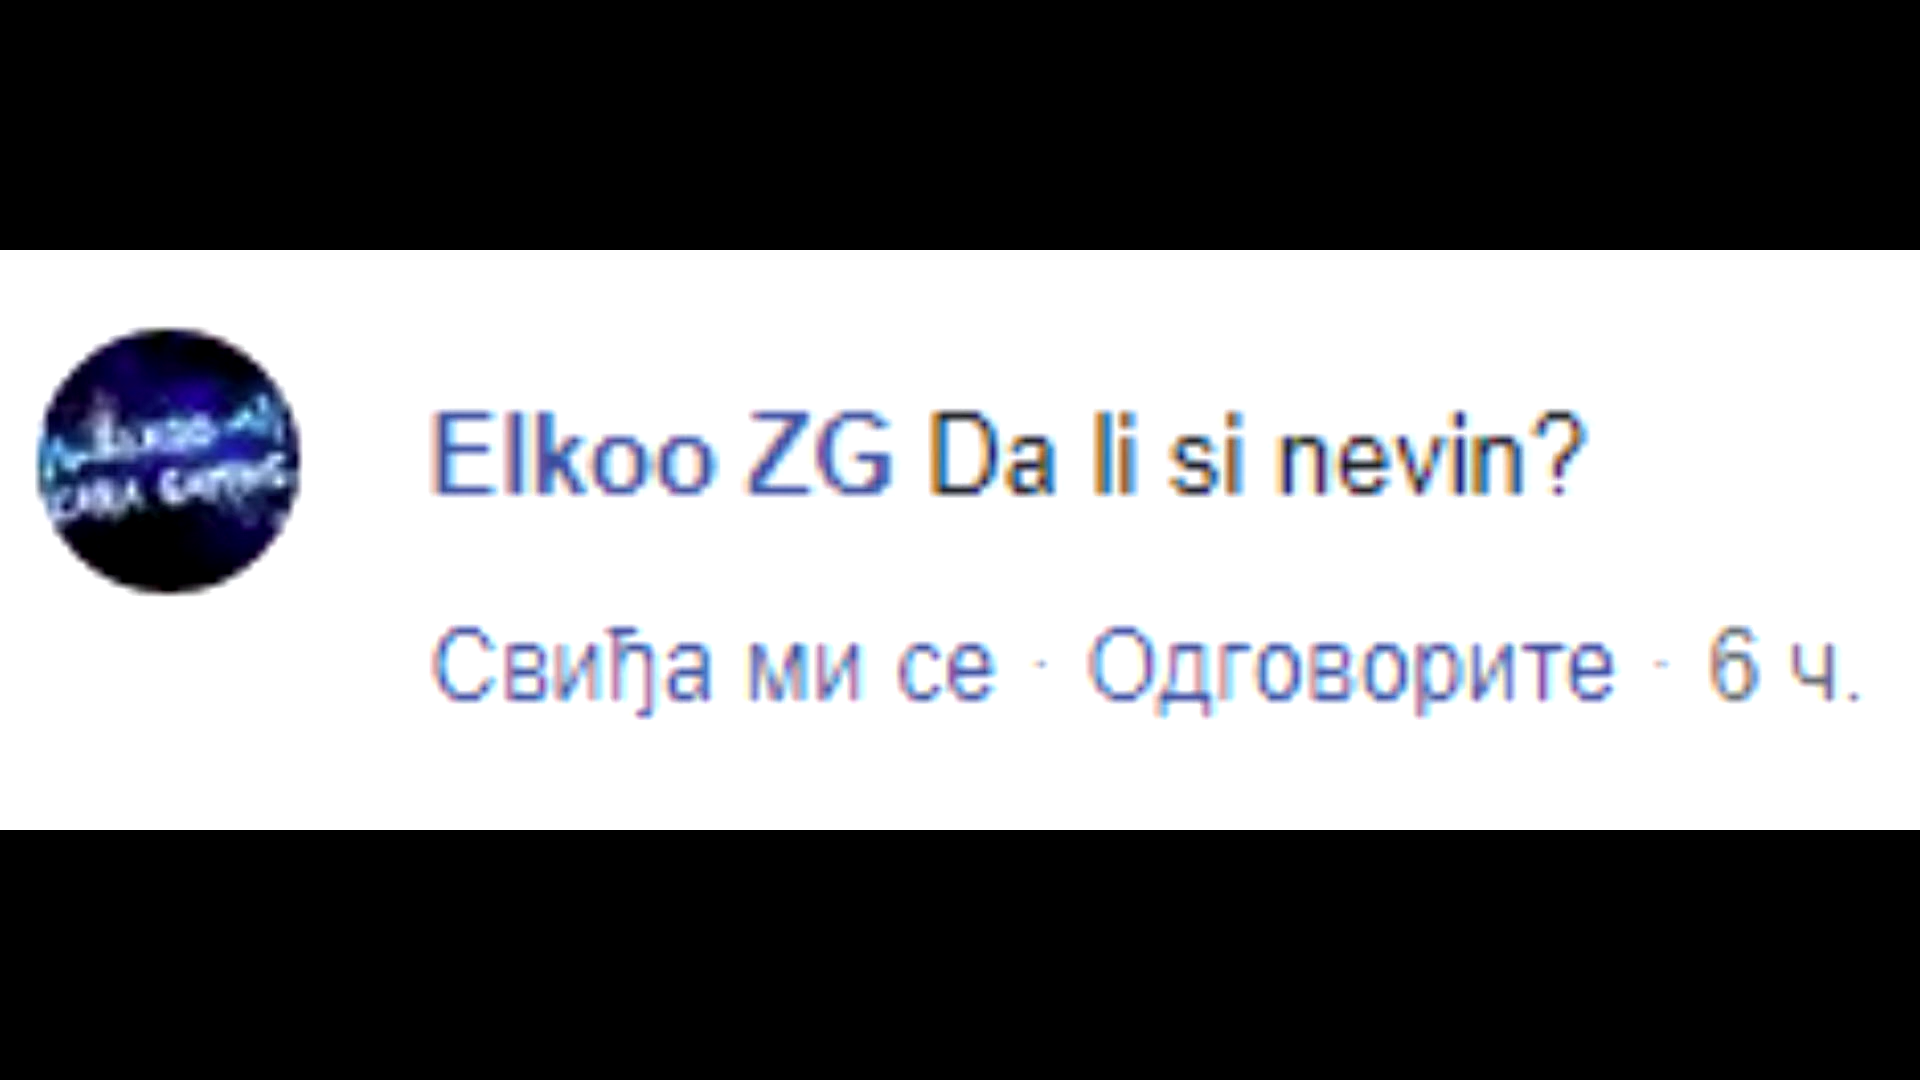 Elkoo ZG Da li si nevin?
Свиђа ми се · Одговорите · 6 ч.